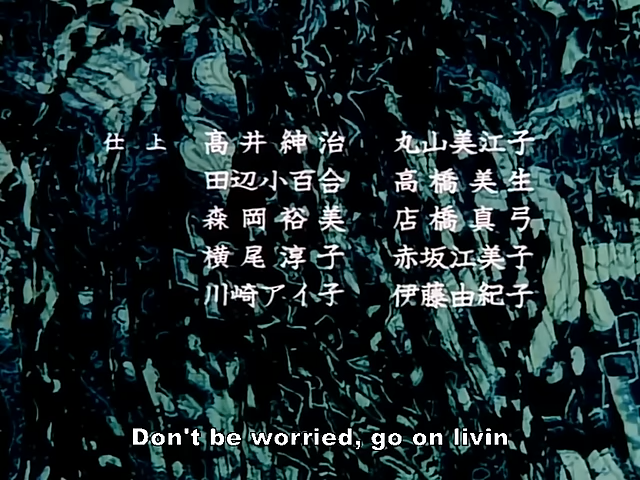 仕上 髙井紳治 丸山美江子
田辺小百合 高橋美生
森岡裕美 店橋真弓
横尾淳子 赤坂江美子
川崎アイ子 伊藤由紀子
Don't be worried, go on livin